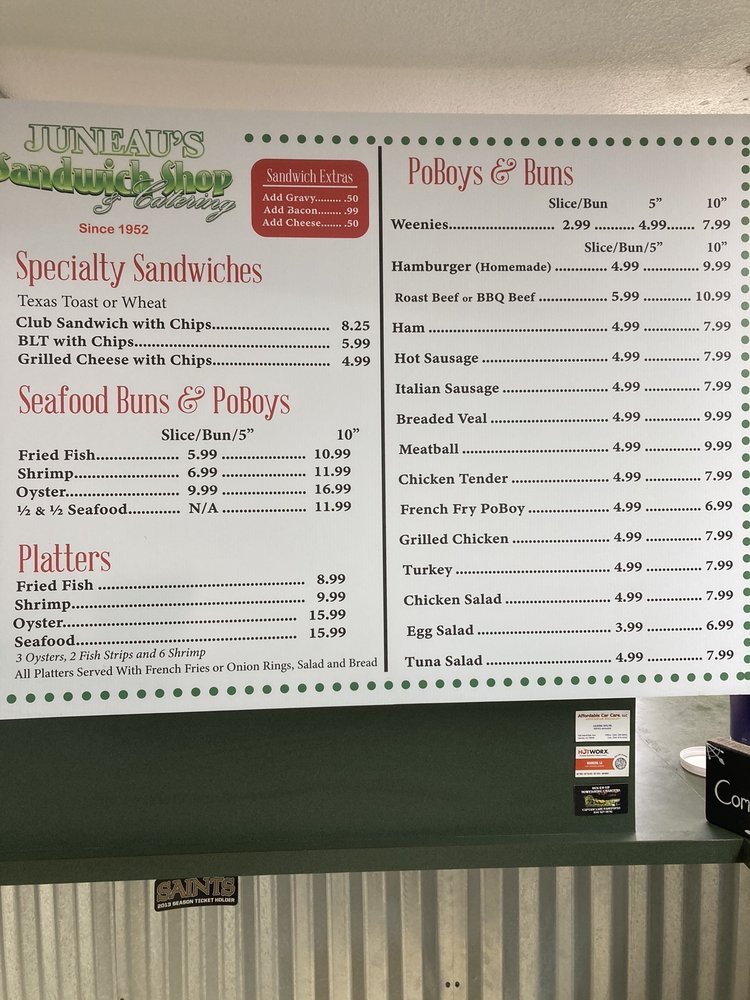 JUNEAU'S
Sandwich Shop
& Catering
Since 1952
Sandwich Extras
Add Gravy......... .50
Add Bacon........ .99
Add Cheese....... .50
Specialty Sandwiches
Texas Toast or Wheat
Club Sandwich with Chips.............................. 8.25
BLT with Chips................................................ 5.99
Grilled Cheese with Chips.............................. 4.99
Seafood Buns & PoBoys
Slice/Bun/5" 10"
Fried Fish.................... 5.99 ..................... 10.99
Shrimp......................... 6.99 ..................... 11.99
Oyster........................... 9.99 ..................... 16.99
½ & ½ Seafood............ N/A ..................... 11.99
Platters
Fried Fish .................................................... 8.99
Shrimp........................................................... 9.99
Oyster............................................................ 15.99
Seafood.......................................................... 15.99
3 Oysters, 2 Fish Strips and 6 Shrimp
All Platters Served With French Fries or Onion Rings, Salad and Bread
PoBoys & Buns
Slice/Bun 5" 10"
Weenies........................... 2.99 .......... 4.99....... 7.99
Slice/Bun/5" 10"
Hamburger (Homemade) ............. 4.99 ..............9.99
Roast Beef or BBQ Beef ................. 5.99 ........... 10.99
Ham .............................................. 4.99 ............. 7.99
Hot Sausage ................................. 4.99 ............. 7.99
Italian Sausage ............................ 4.99 ............. 7.99
Breaded Veal ............................... 4.99 ............. 9.99
Meatball ....................................... 4.99 ............. 9.99
Chicken Tender .......................... 4.99 ............. 7.99
French Fry PoBoy ...................... 4.99 ............. 6.99
Grilled Chicken .......................... 4.99 ............. 7.99
Turkey .......................................... 4.99 ............. 7.99
Chicken Salad ............................. 4.99 ............. 7.99
Egg Salad ..................................... 3.99 ............. 6.99
Tuna Salad ................................... 4.99 ............. 7.99
Affordable Car Care, LLC
HOTWORX
Com
SAINTS
2013 SEASON TICKET HOLDER